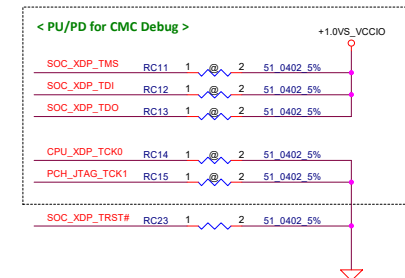 < PU/PD for CMC Debug >
+1.0VS_VCCIO
SOC_XDP_TMS RC11 1 @ 2 51_0402_5%
SOC_XDP_TDI RC12 1 @ 2 51_0402_5%
SOC_XDP_TDO RC13 1 @ 2 51_0402_5%
CPU_XDP_TCK0 RC14 1 @ 2 51_0402_5%
PCH_JTAG_TCK1 RC15 1 @ 2 51_0402_5%
SOC_XDP_TRST# RC23 1 2 51_0402_5%